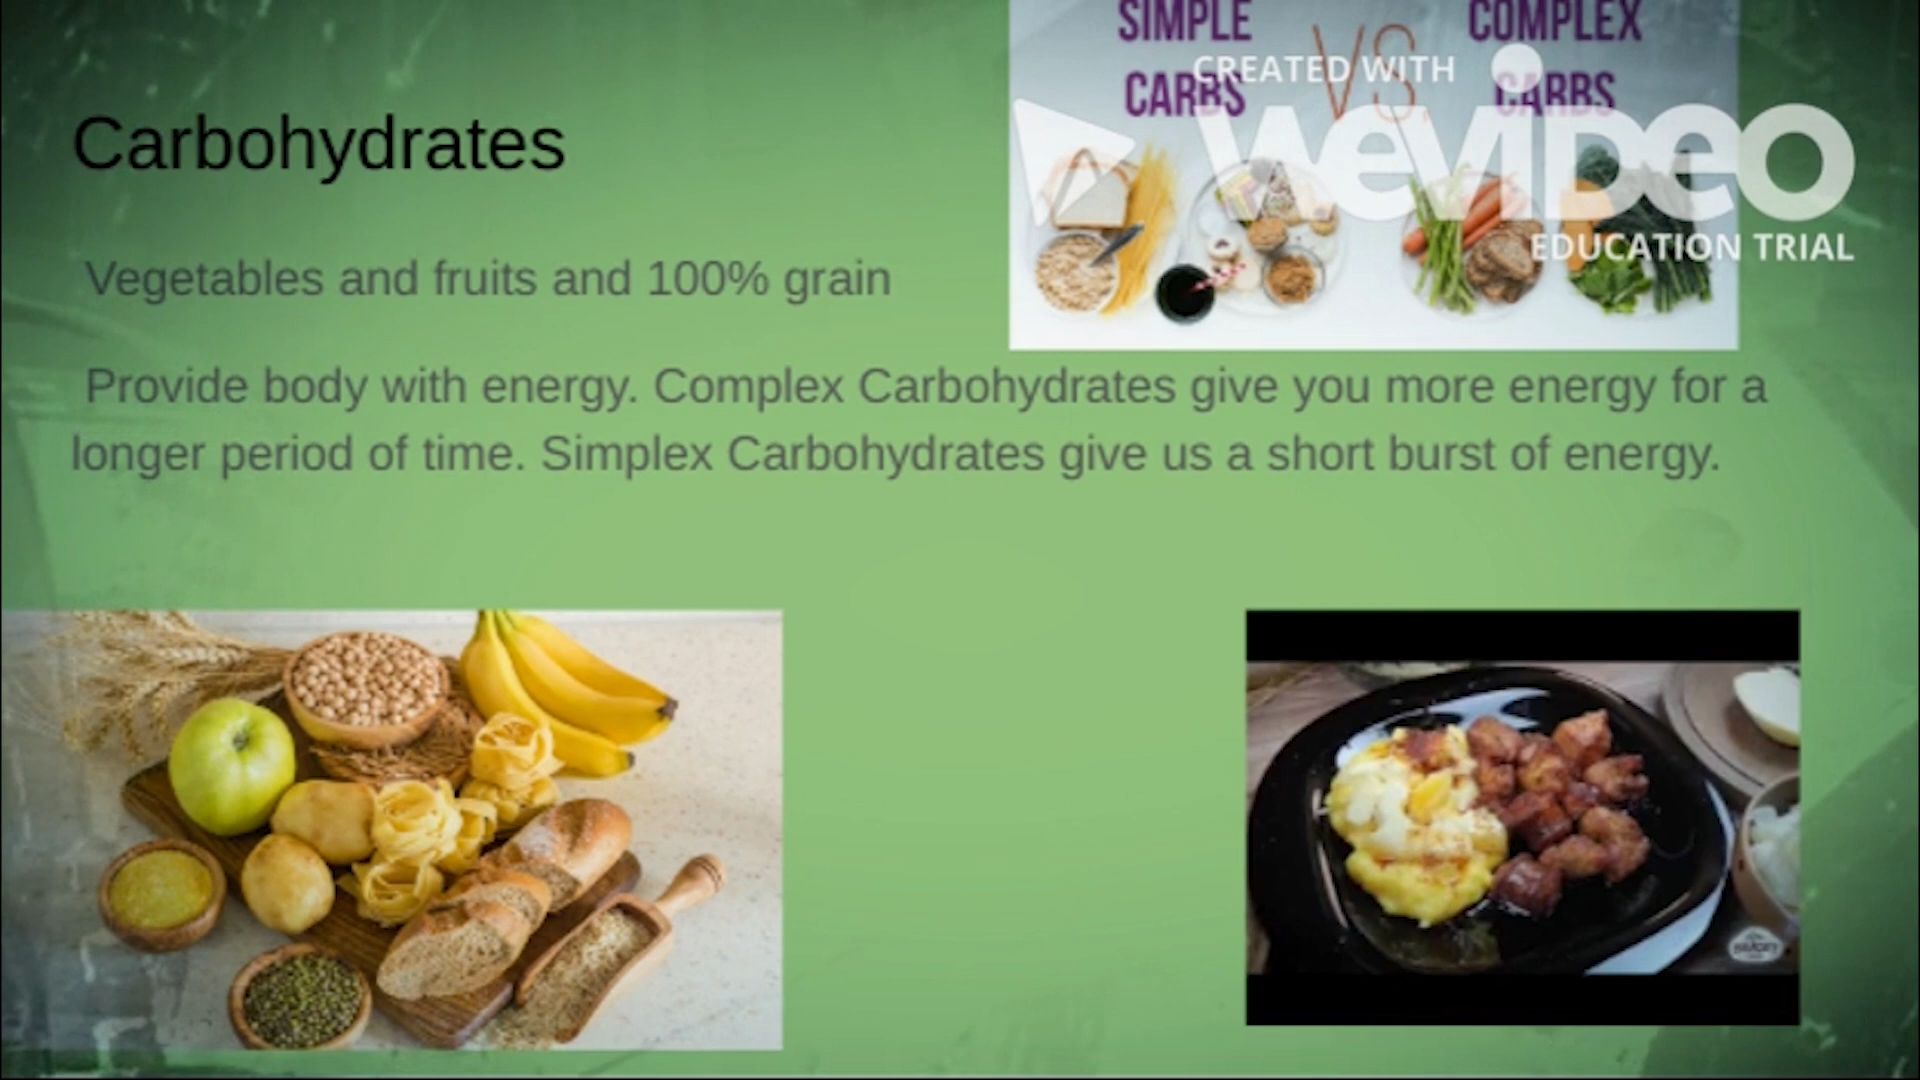 SIMPLE CARBS
VS.
COMPLEX CARBS
CREATED WITH
WeVideo
EDUCATION TRIAL
Carbohydrates
Vegetables and fruits and 100% grain
Provide body with energy. Complex Carbohydrates give you more energy for a
longer period of time. Simplex Carbohydrates give us a short burst of energy.